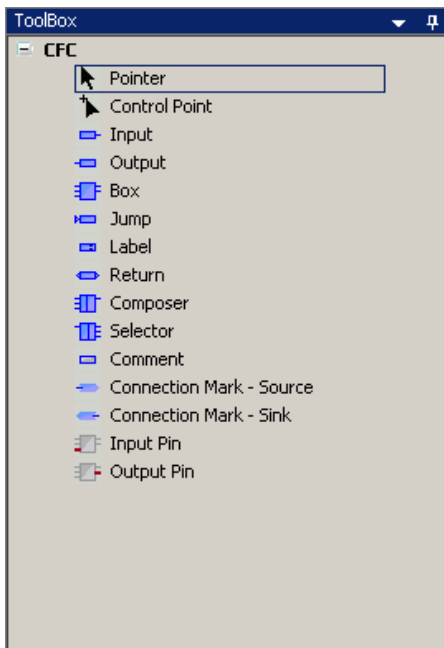 ToolBox
CFC
Pointer
Control Point
Input
Output
Box
Jump
Label
Return
Composer
Selector
Comment
Connection Mark - Source
Connection Mark - Sink
Input Pin
Output Pin